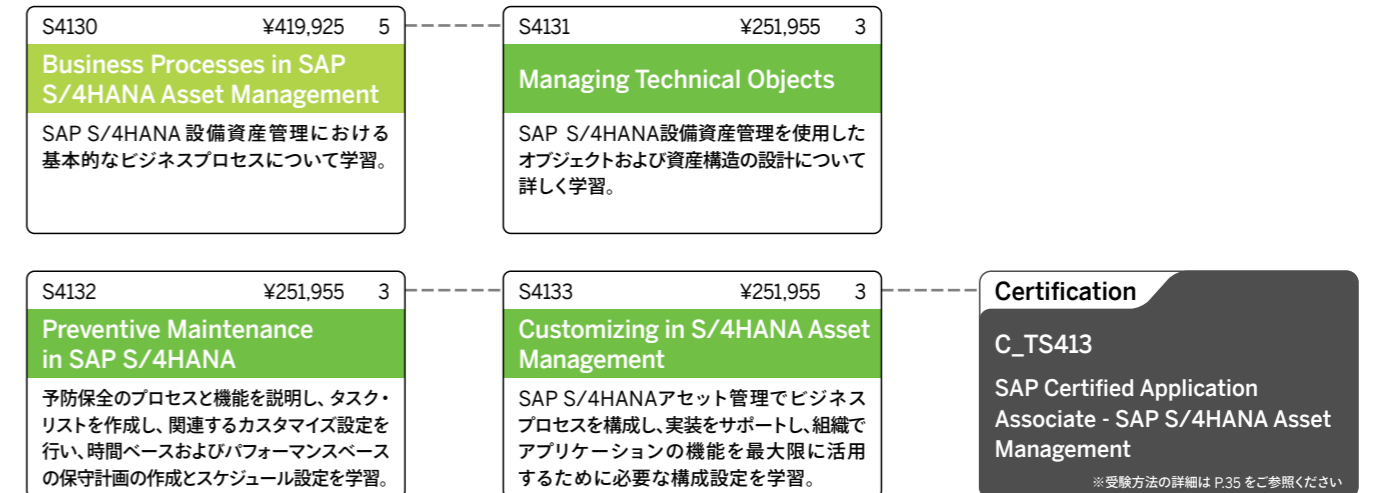 S4130 ¥419,925 5
Business Processes in SAP
S/4HANA Asset Management
SAP S/4HANA 設備資産管理における
基本的なビジネスプロセスについて学習。
S4131 ¥251,955 3
Managing Technical Objects
SAP S/4HANA設備資産管理を使用した
オブジェクトおよび資産構造の設計について
詳しく学習。
S4132 ¥251,955 3
Preventive Maintenance
in SAP S/4HANA
予防保全のプロセスと機能を説明し、タスク・
リストを作成し、関連するカスタマイズ設定を
行い、時間ベースおよびパフォーマンスベース
の保守計画の作成とスケジュール設定を学習。
S4133 ¥251,955 3
Customizing in S/4HANA Asset
Management
SAP S/4HANAアセット管理でビジネス
プロセスを構成し、実装をサポートし、組織で
アプリケーションの機能を最大限に活用
するために必要な構成設定を学習。
Certification
C_TS413
SAP Certified Application
Associate - SAP S/4HANA Asset
Management
※受験方法の詳細は P.35 をご参照ください